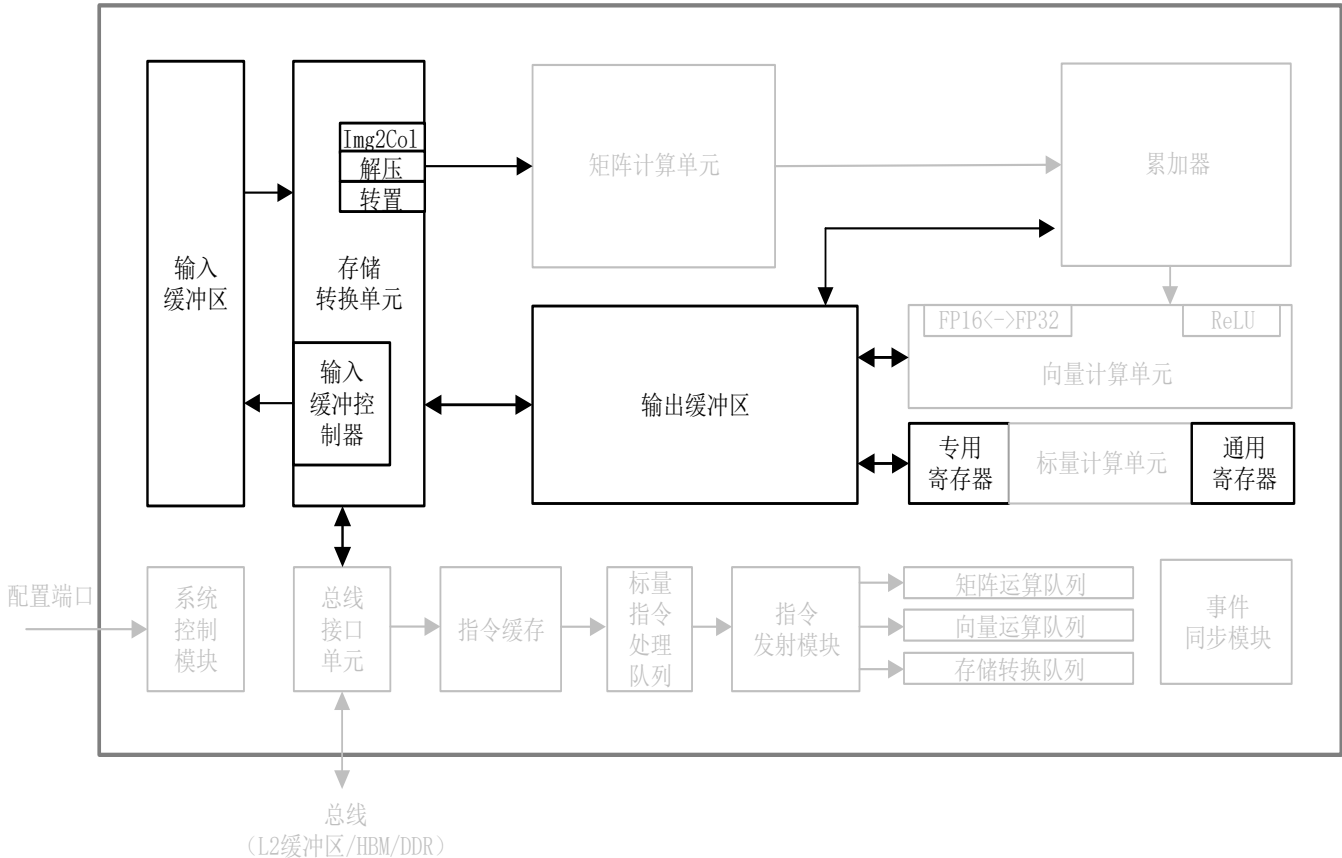 Img2Col
解压
转置
矩阵计算单元
累加器
输入
缓冲区
存储
转换单元
FP16<->FP32
ReLU
向量计算单元
输入
缓冲控
制器
输出缓冲区
专用
寄存器
标量计算单元
通用
寄存器
配置端口
系统
控制
模块
总线
接口
单元
指令缓存
标量
指令
处理
队列
指令
发射模块
矩阵运算队列
向量运算队列
存储转换队列
事件
同步模块
总线
（L2缓冲区/HBM/DDR）